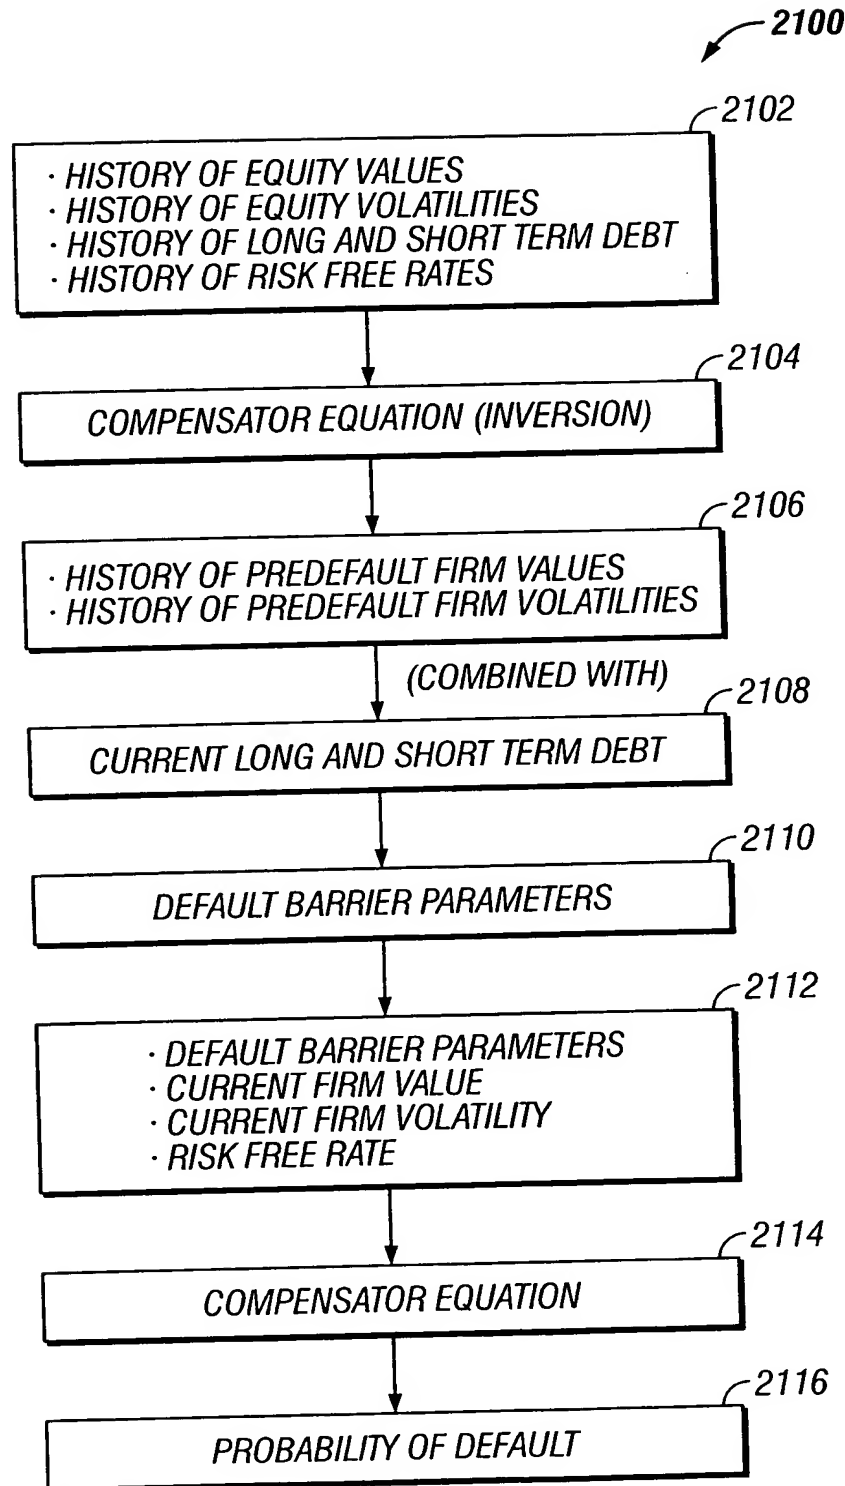 2100
2102
· HISTORY OF EQUITY VALUES
· HISTORY OF EQUITY VOLATILITIES
· HISTORY OF LONG AND SHORT TERM DEBT
· HISTORY OF RISK FREE RATES
2104
COMPENSATOR EQUATION (INVERSION)
2106
· HISTORY OF PREDEFAULT FIRM VALUES
· HISTORY OF PREDEFAULT FIRM VOLATILITIES
(COMBINED WITH)
2108
CURRENT LONG AND SHORT TERM DEBT
2110
DEFAULT BARRIER PARAMETERS
2112
· DEFAULT BARRIER PARAMETERS
· CURRENT FIRM VALUE
· CURRENT FIRM VOLATILITY
· RISK FREE RATE
2114
COMPENSATOR EQUATION
2116
PROBABILITY OF DEFAULT